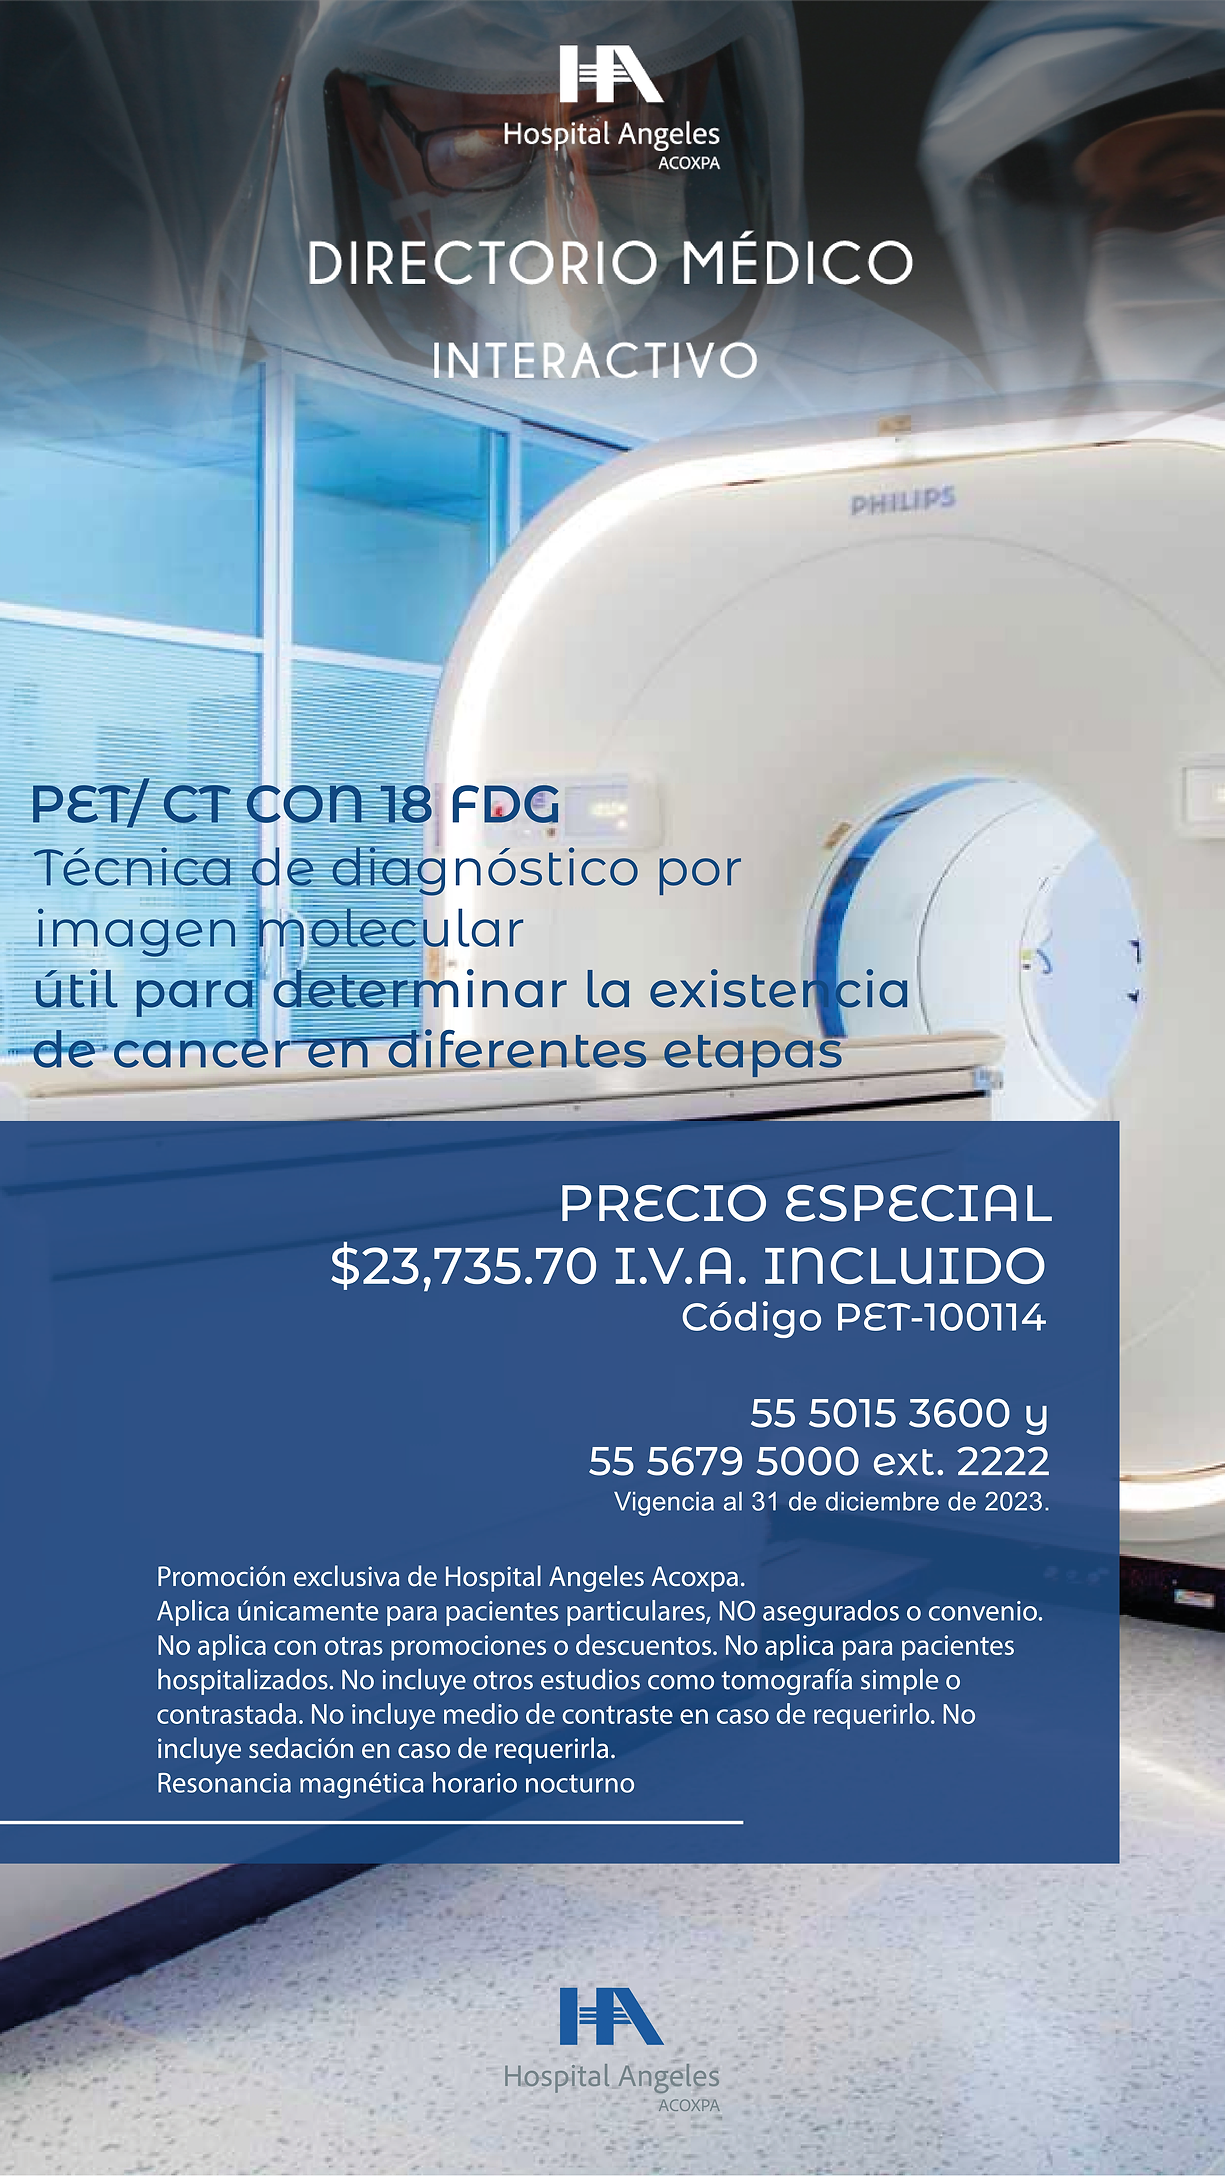 Hospital Angeles
ACOXPA
DIRECTORIO MÉDICO
INTERACTIVO
PHILIPS
PET/ CT CON 18 FDG
Técnica de diagnóstico por
imagen molecular
útil para determinar la existencia
de cancer en diferentes etapas
PRECIO ESPECIAL
$23,735.70 I.V.A. INCLUIDO
Código PET-100114
55 5015 3600 y
55 5679 5000 ext. 2222
Vigencia al 31 de diciembre de 2023.
Promoción exclusiva de Hospital Angeles Acoxpa.
Aplica únicamente para pacientes particulares, NO asegurados o convenio.
No aplica con otras promociones o descuentos. No aplica para pacientes
hospitalizados. No incluye otros estudios como tomografía simple o
contrastada. No incluye medio de contraste en caso de requerirlo. No
incluye sedación en caso de requerirla.
Resonancia magnética horario nocturno
Hospital Angeles
ACOXPA